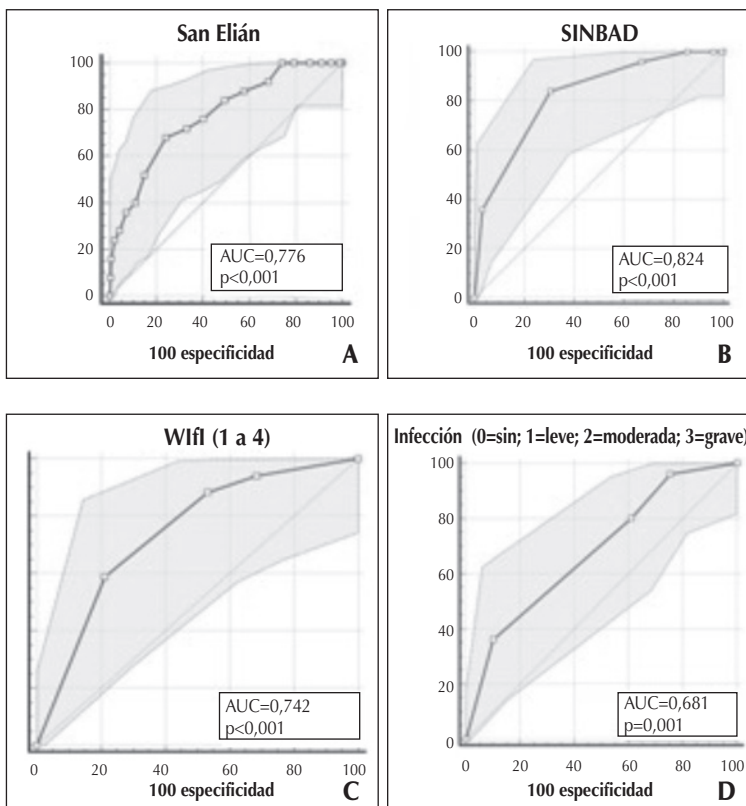 San Elián
100
80
60
40
20
0
AUC=0,776
p<0,001
0 20 40 60 80 100
100 especificidad
A
SINBAD
100
80
60
40
20
0
AUC=0,824
p<0,001
0 20 40 60 80 100
100 especificidad
B
WIfI (1 a 4)
AUC=0,742
p<0,001
0 20 40 60 80 100
100 especificidad
C
Infección (0=sin; 1=leve; 2=moderada; 3=grave)
100
80
60
40
20
0
AUC=0,681
p=0,001
0 20 40 60 80 100
100 especificidad
D